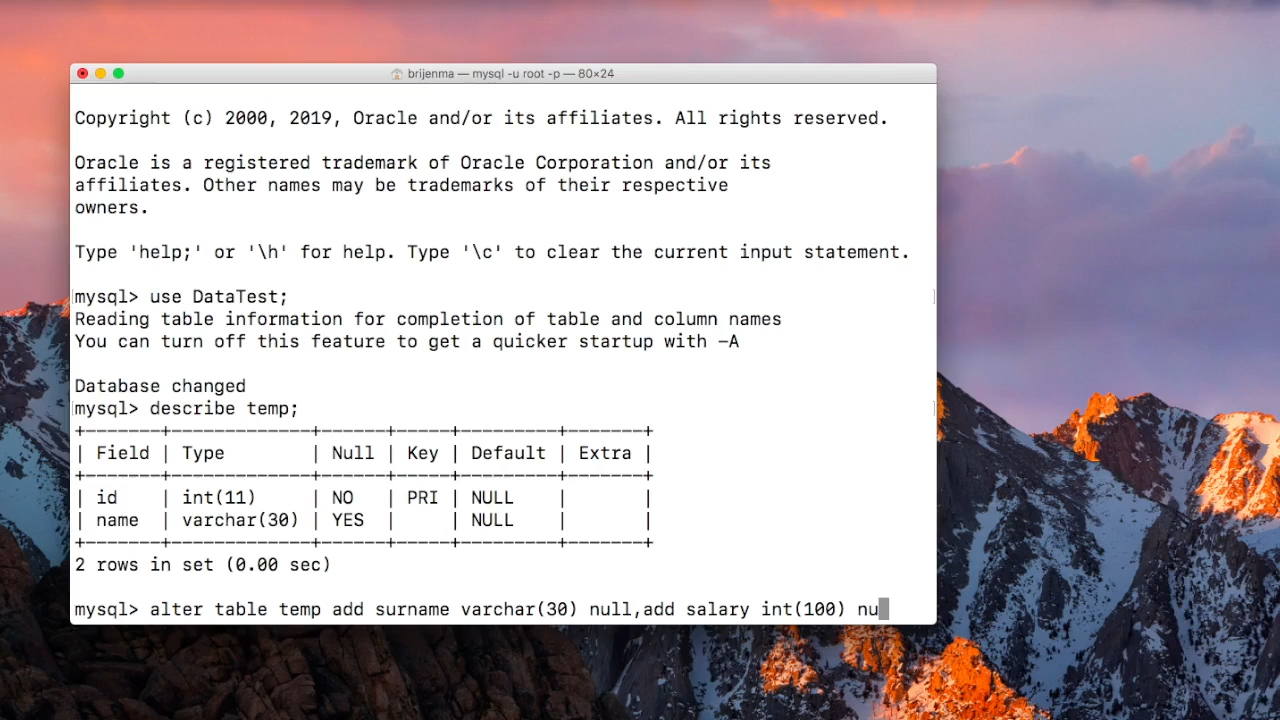 brijenma — mysql -u root -p — 80×24
Copyright (c) 2000, 2019, Oracle and/or its affiliates. All rights reserved.
Oracle is a registered trademark of Oracle Corporation and/or its
affiliates. Other names may be trademarks of their respective
owners.
Type 'help;' or '\h' for help. Type '\c' to clear the current input statement.
mysql> use DataTest;
Reading table information for completion of table and column names
You can turn off this feature to get a quicker startup with -A
Database changed
mysql> describe temp;
+-------+-------------+------+-----+---------+-------+
| Field | Type        | Null | Key | Default | Extra |
+-------+-------------+------+-----+---------+-------+
| id    | int(11)     | NO   | PRI | NULL    |       |
| name  | varchar(30) | YES  |     | NULL    |       |
+-------+-------------+------+-----+---------+-------+
2 rows in set (0.00 sec)
mysql> alter table temp add surname varchar(30) null,add salary int(100) nu